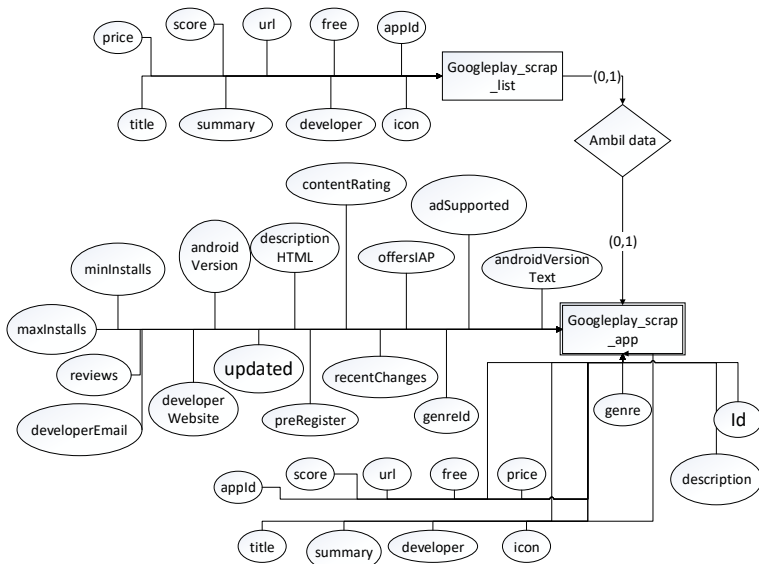 score
url
free
appId
price
Googleplay_scrap
_list
(0,1)
title
summary
developer
icon
Ambil data
contentRating
adSupported
android
Version
description
HTML
(0,1)
offersIAP
androidVersion
Text
minInstalls
Googleplay_scrap
_app
maxInstalls
reviews
updated
recentChanges
developer
Website
genre
genreId
preRegister
Id
developerEmail
score
url
free
price
description
appId
title
summary
developer
icon